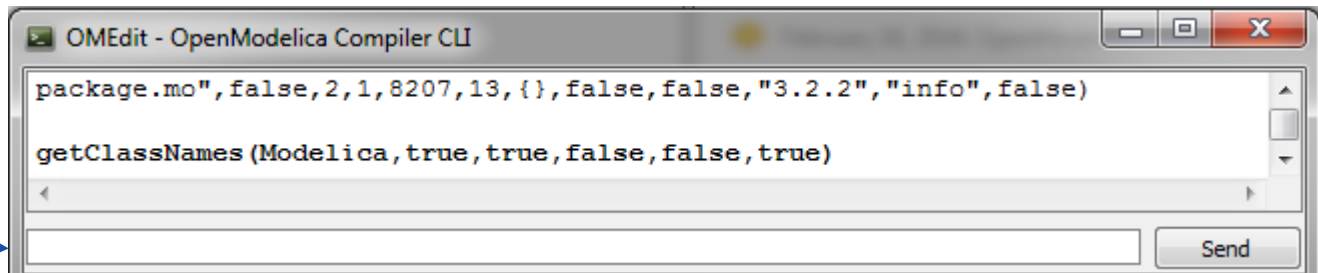 OMEdit - OpenModelica Compiler CLI
package.mo",false,2,1,8207,13,{},false,false,"3.2.2","info",false)
getClassNames(Modelica,true,true,false,false,true)
Send